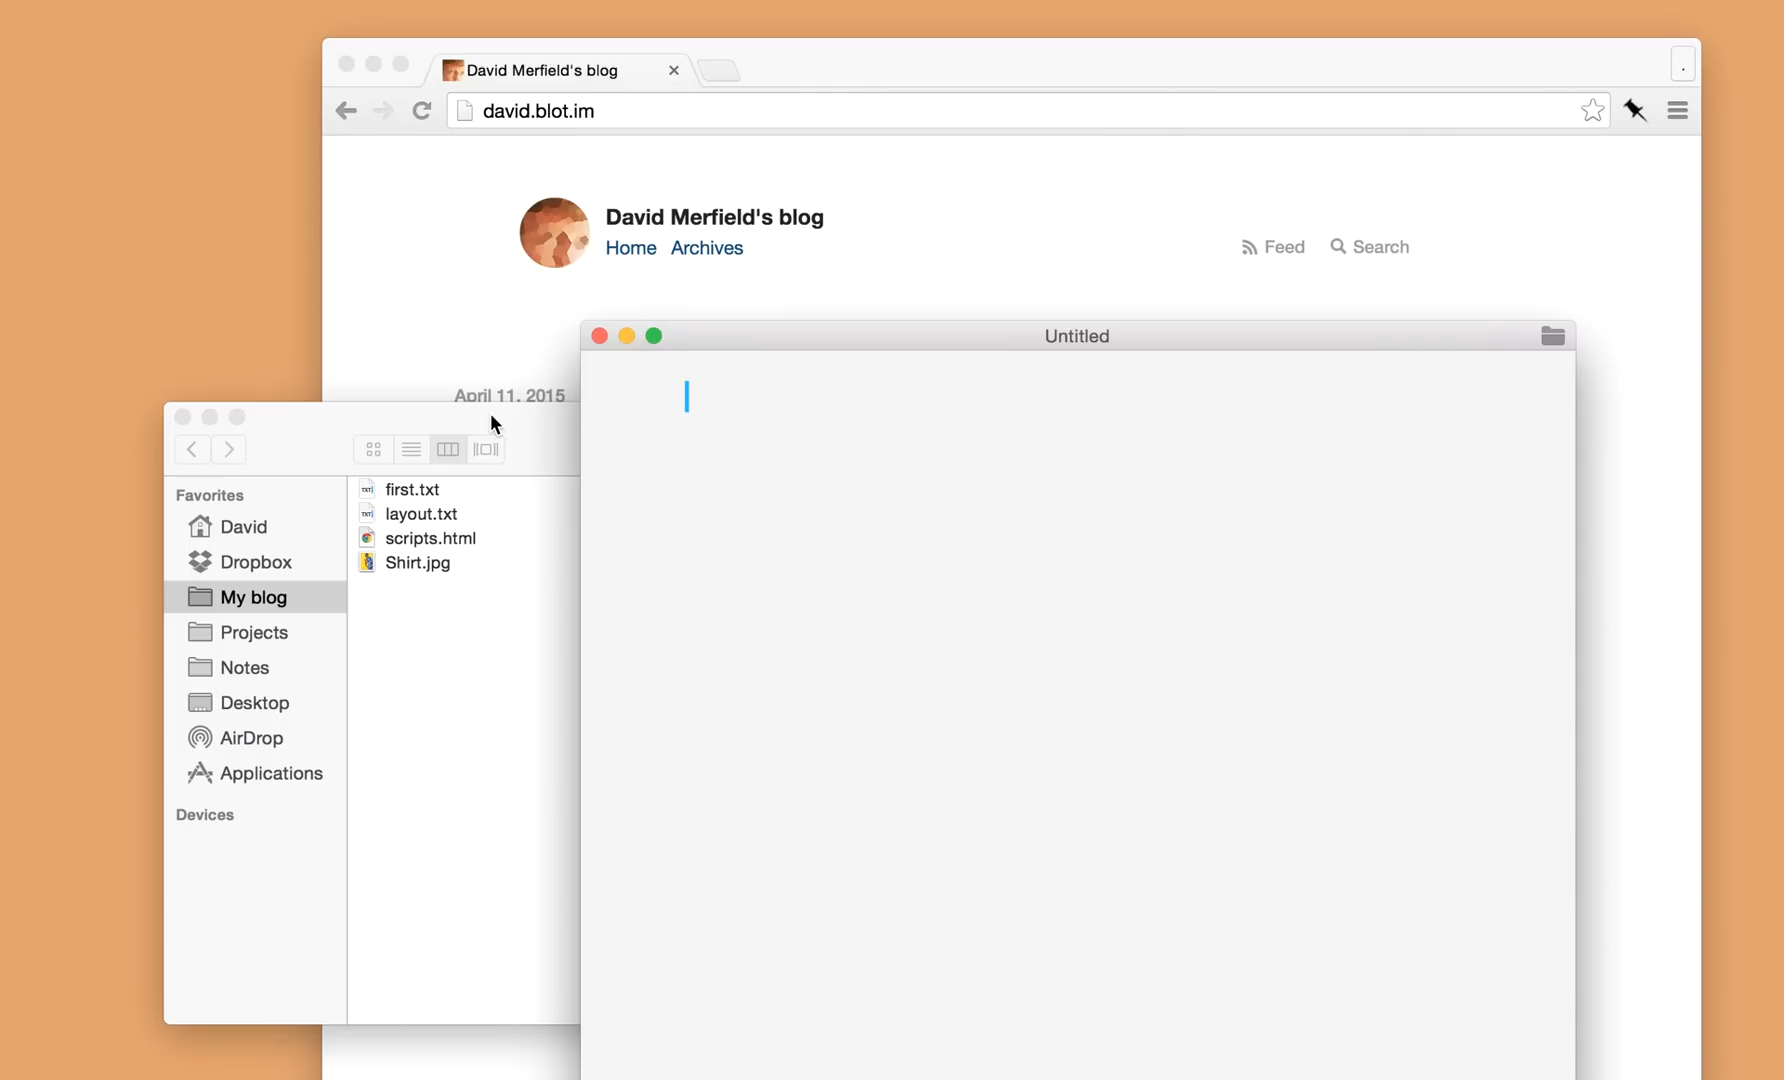 David Merfield's blog
.
david.blot.im
David Merfield's blog
Home Archives
Feed Search
Untitled
April 11, 2015
Favorites
David
Dropbox
My blog
Projects
Notes
Desktop
AirDrop
Applications
Devices
first.txt
layout.txt
scripts.html
Shirt.jpg